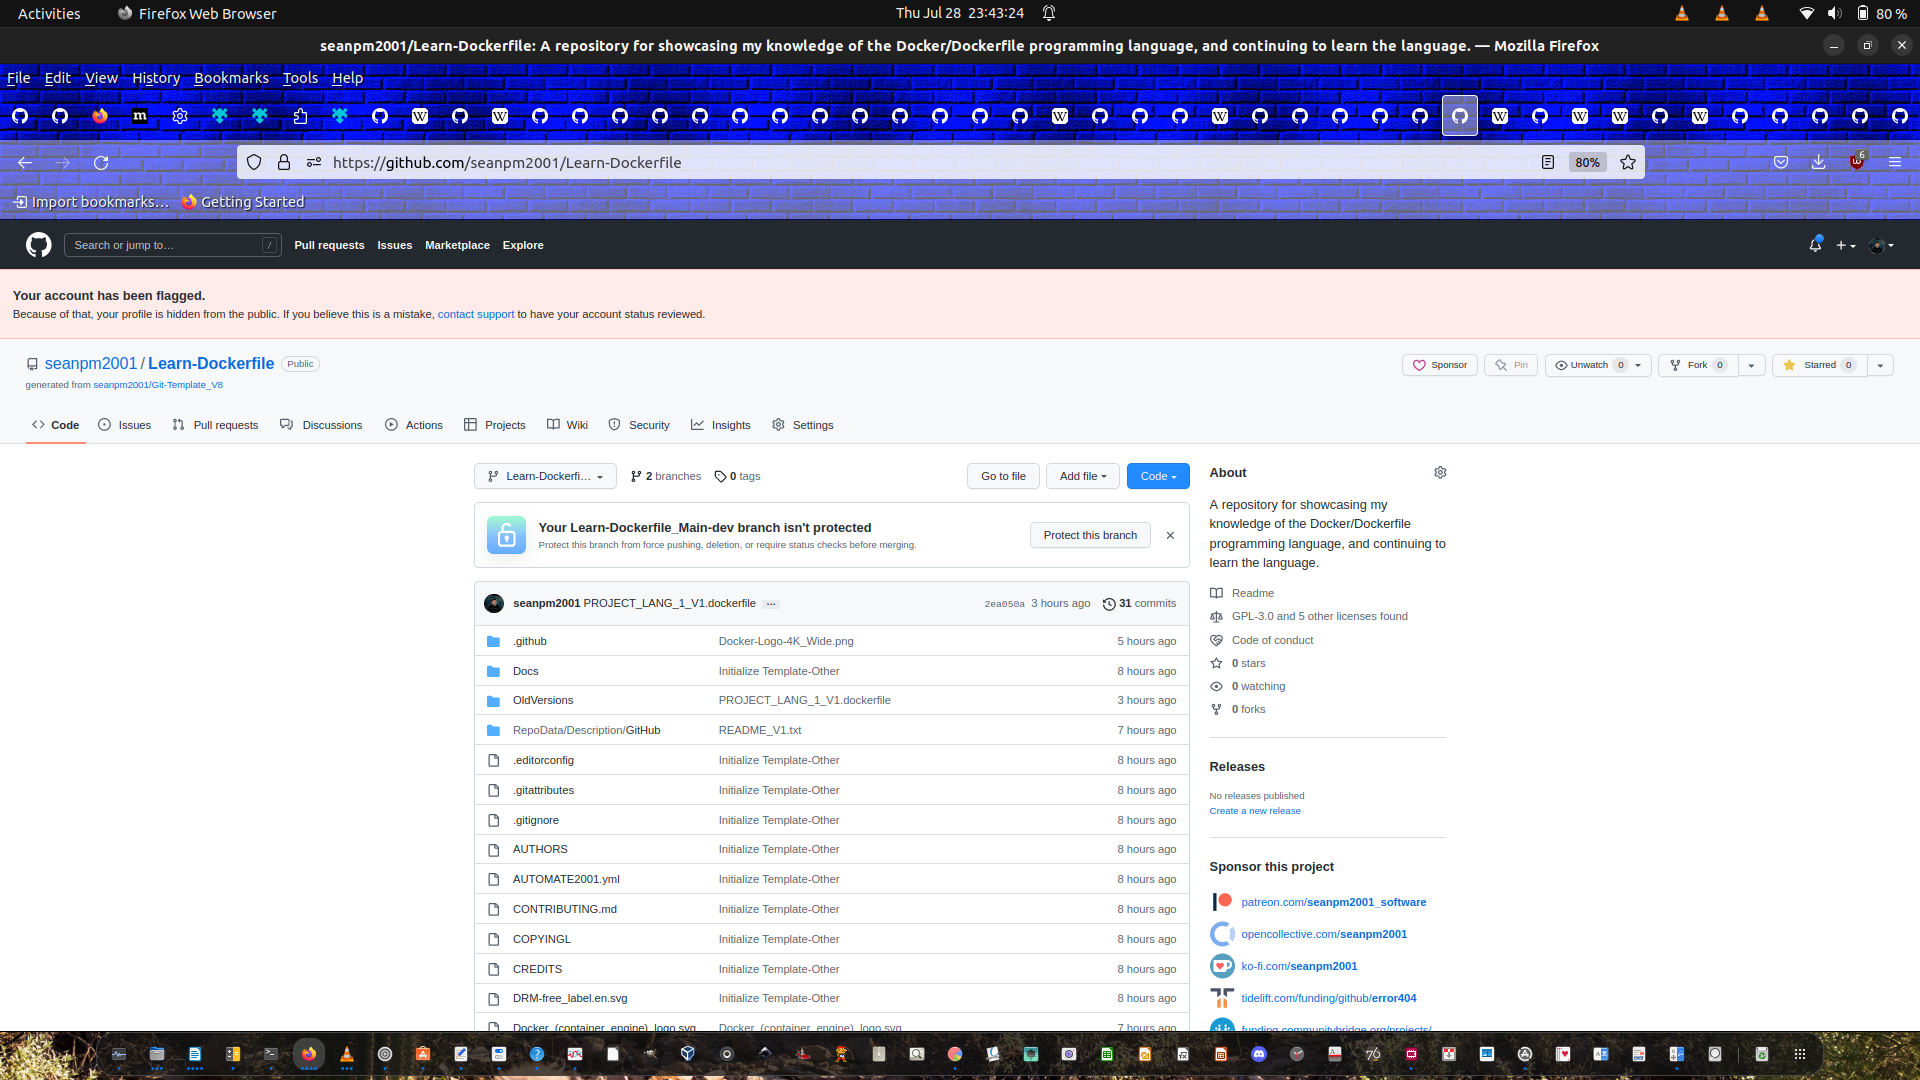 Activities
Firefox Web Browser
Thu Jul 28 23:43:24
80 %
seanpm2001/Learn-Dockerfile: A repository for showcasing my knowledge of the Docker/Dockerfile programming language, and continuing to learn the language. — Mozilla Firefox
File Edit View History Bookmarks Tools Help
https://github.com/seanpm2001/Learn-Dockerfile
80%
6
Import bookmarks…
Getting Started
Search or jump to…
/
Pull requests Issues Marketplace Explore
Your account has been flagged.
Because of that, your profile is hidden from the public. If you believe this is a mistake, contact support to have your account status reviewed.
seanpm2001 / Learn-Dockerfile
Public
Sponsor
Pin
Unwatch 0
Fork 0
Starred 0
generated from seanpm2001/Git-Template_V8
Code Issues Pull requests Discussions Actions Projects Wiki Security Insights Settings
Learn-Dockerfi…
2 branches
0 tags
Go to file
Add file
Code
About
Your Learn-Dockerfile_Main-dev branch isn't protected
Protect this branch from force pushing, deletion, or require status checks before merging.
Protect this branch
A repository for showcasing my
knowledge of the Docker/Dockerfile
programming language, and continuing to
learn the language.
seanpm2001 PROJECT_LANG_1_V1.dockerfile
2ea050a 3 hours ago
31 commits
.github Docker-Logo-4K_Wide.png 5 hours ago
Docs Initialize Template-Other 8 hours ago
OldVersions PROJECT_LANG_1_V1.dockerfile 3 hours ago
RepoData/Description/GitHub README_V1.txt 7 hours ago
.editorconfig Initialize Template-Other 8 hours ago
.gitattributes Initialize Template-Other 8 hours ago
.gitignore Initialize Template-Other 8 hours ago
AUTHORS Initialize Template-Other 8 hours ago
AUTOMATE2001.yml Initialize Template-Other 8 hours ago
CONTRIBUTING.md Initialize Template-Other 8 hours ago
COPYINGL Initialize Template-Other 8 hours ago
CREDITS Initialize Template-Other 8 hours ago
DRM-free_label.en.svg Initialize Template-Other 8 hours ago
Docker_(container_engine)_logo.svg Docker_(container_engine)_logo.svg 7 hours ago
Readme
GPL-3.0 and 5 other licenses found
Code of conduct
0 stars
0 watching
0 forks
Releases
No releases published
Create a new release
Sponsor this project
patreon.com/seanpm2001_software
opencollective.com/seanpm2001
ko-fi.com/seanpm2001
tidelift.com/funding/github/error404
funding.communitybridge.org/projects/